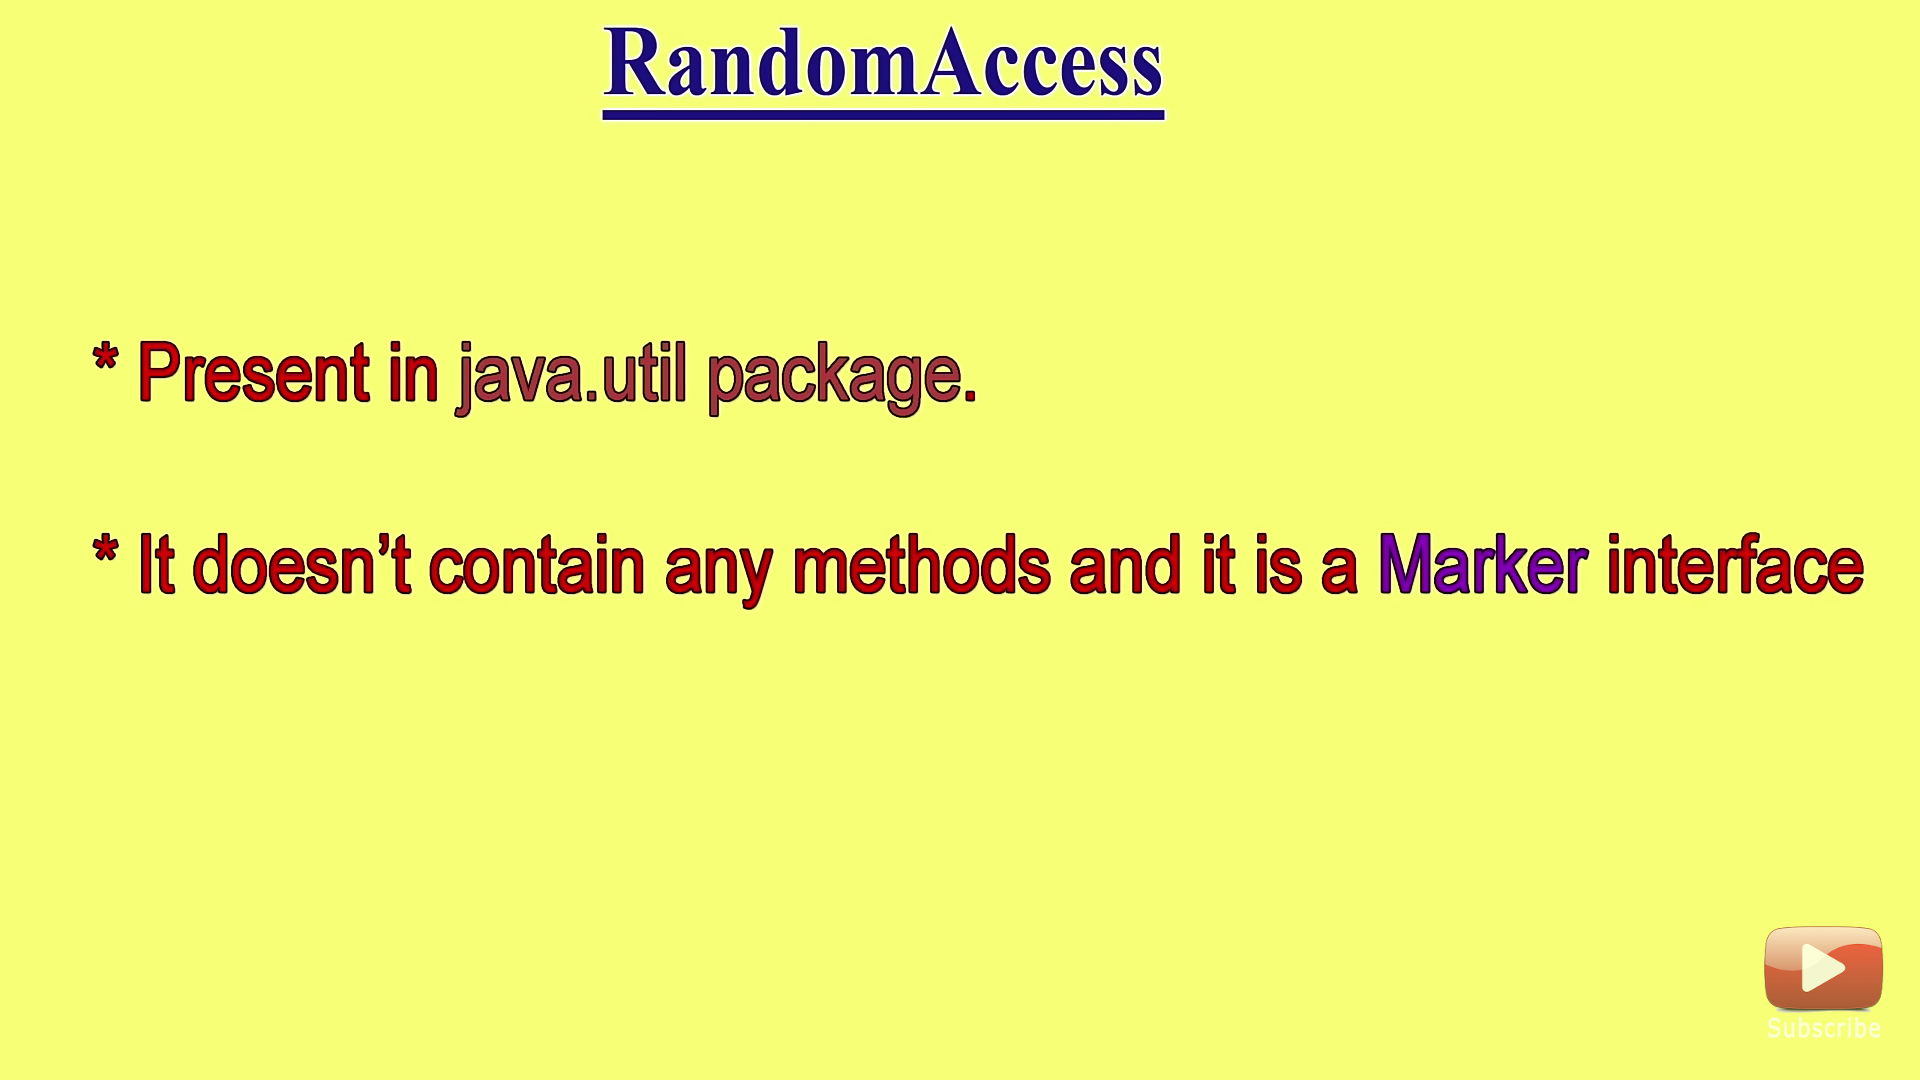 RandomAccess
* Present in java.util package.
* It doesn’t contain any methods and it is a Marker interface
Subscribe